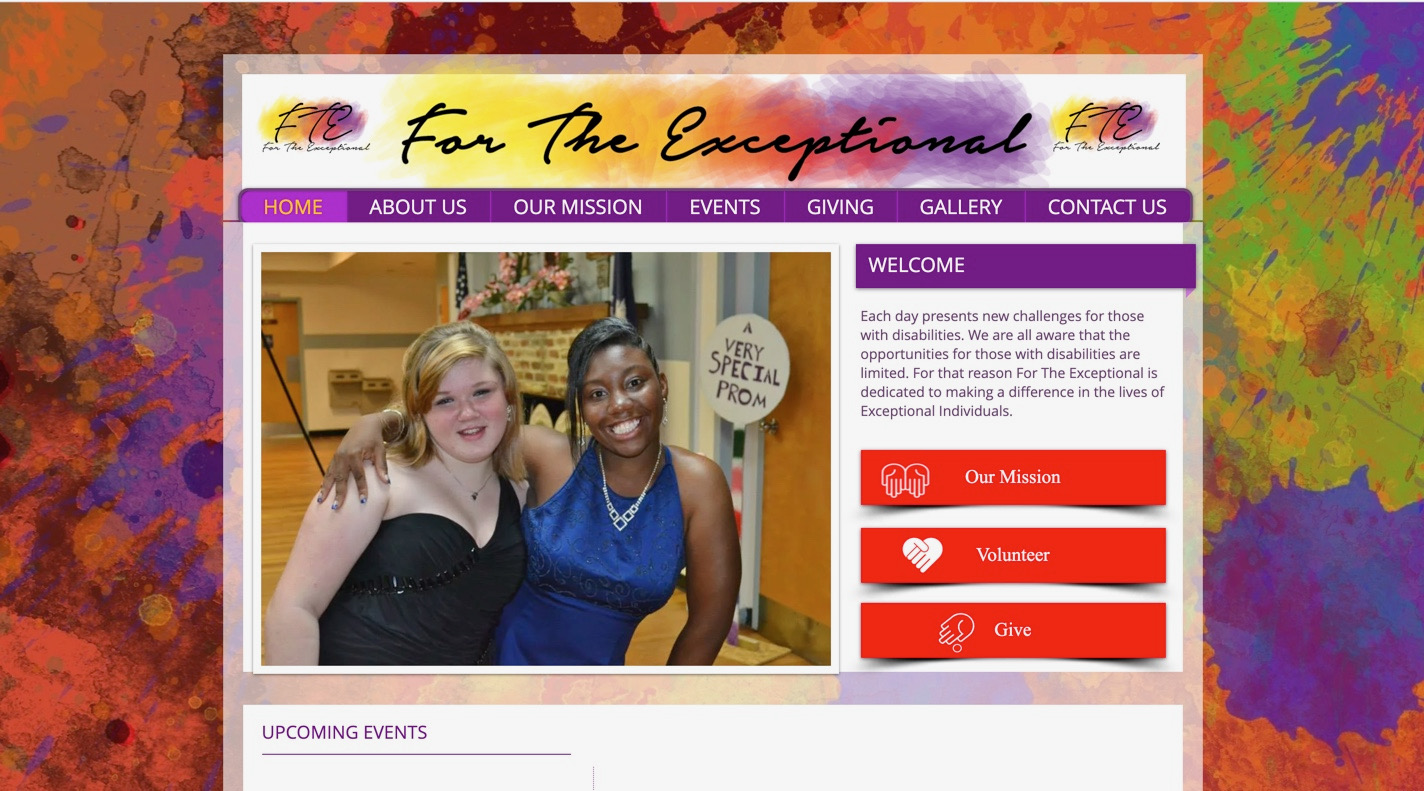 FTE
For The Exceptional
For The Exceptional
FTE
For The Exceptional
HOME
ABOUT US
OUR MISSION
EVENTS
GIVING
GALLERY
CONTACT US
A
VERY
SPECIAL
PROM
WELCOME
Each day presents new challenges for those
with disabilities. We are all aware that the
opportunities for those with disabilities are
limited. For that reason For The Exceptional is
dedicated to making a difference in the lives of
Exceptional Individuals.
Our Mission
Volunteer
Give
UPCOMING EVENTS